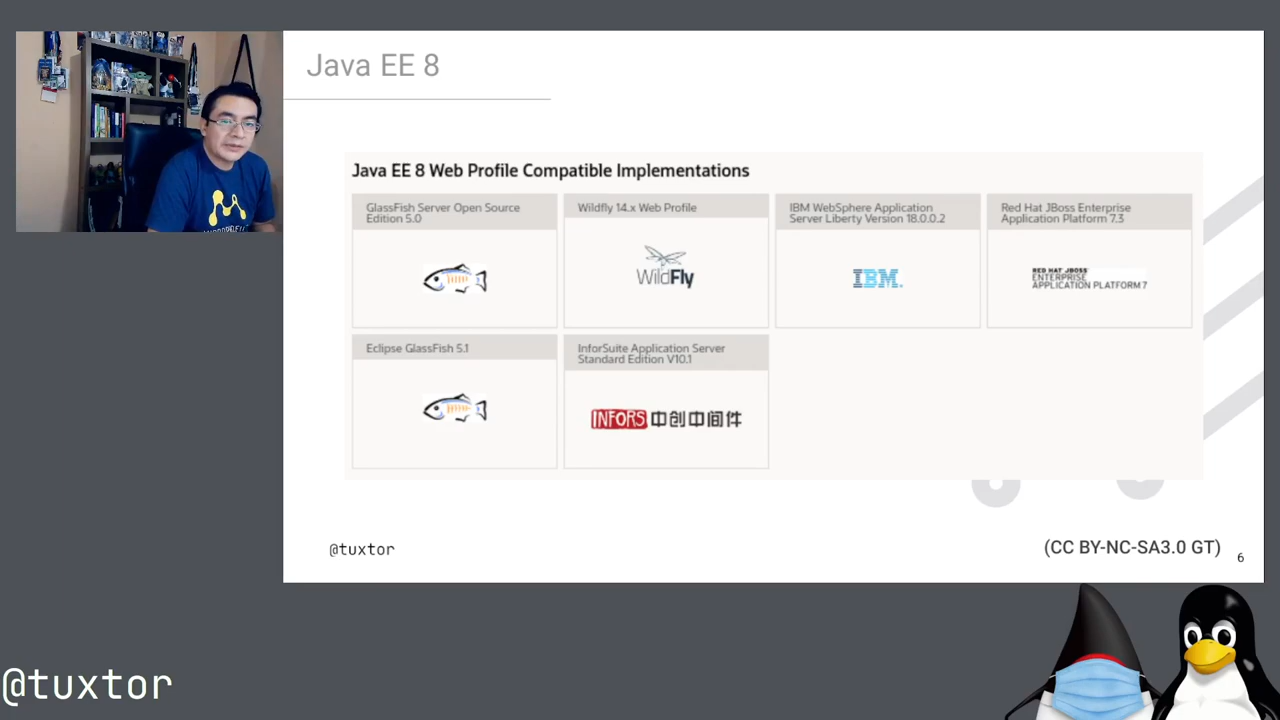 Java EE 8
Java EE 8 Web Profile Compatible Implementations
GlassFish Server Open Source
Edition 5.0
Wildfly 14.x Web Profile
WildFly
IBM WebSphere Application
Server Liberty Version 18.0.0.2
IBM.
Red Hat JBoss Enterprise
Application Platform 7.3
RED HAT JBOSS
ENTERPRISE
APPLICATION PLATFORM 7
Eclipse GlassFish 5.1
InforSuite Application Server
Standard Edition V10.1
INFORS 中创中间件
@tuxtor
(CC BY-NC-SA3.0 GT)
6
@tuxtor